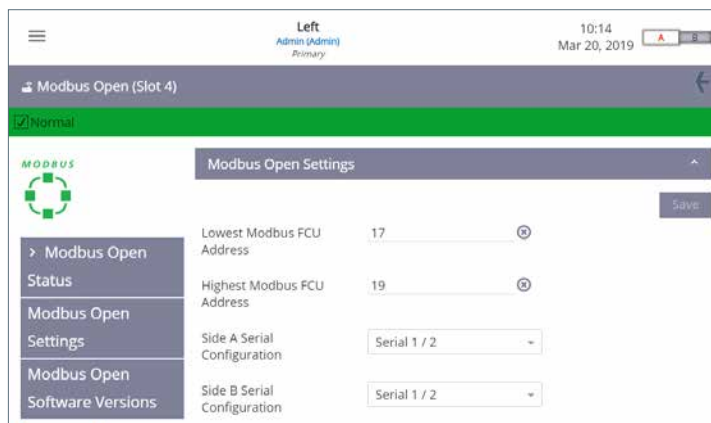 Left
Admin (Admin)
Primary
10:14
Mar 20, 2019
A B
Modbus Open (Slot 4)
Normal
MODBUS
Modbus Open Settings
Save
> Modbus Open
Status
Modbus Open
Settings
Modbus Open
Software Versions
Lowest Modbus FCU
Address
17
Highest Modbus FCU
Address
19
Side A Serial
Configuration
Serial 1 / 2
Side B Serial
Configuration
Serial 1 / 2